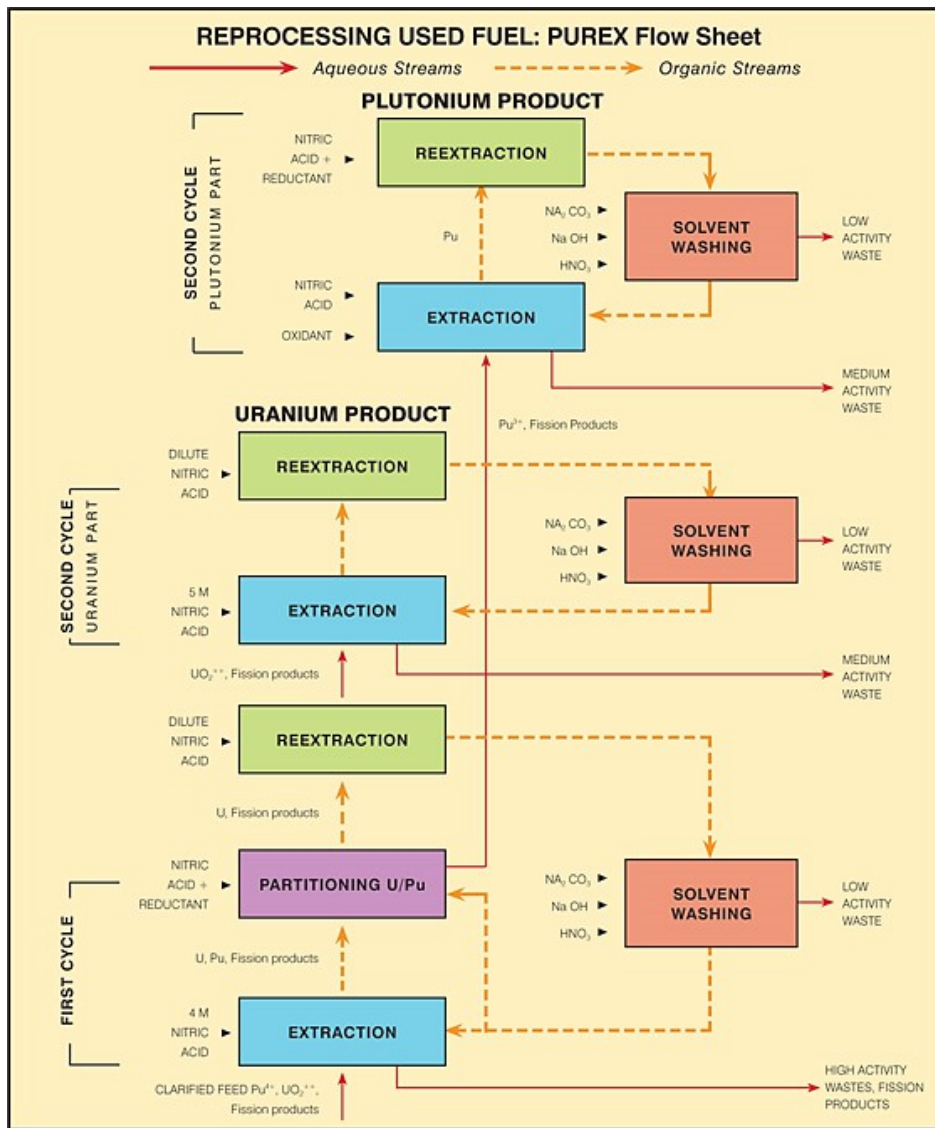 REPROCESSING USED FUEL: PUREX Flow Sheet
Aqueous Streams
Organic Streams
PLUTONIUM PRODUCT
SECOND CYCLE
PLUTONIUM PART
NITRIC
ACID +
REDUCTANT
REEXTRACTION
NA₂ CO₃
Na OH
HNO₃
SOLVENT
WASHING
LOW
ACTIVITY
WASTE
Pu
NITRIC
ACID
OXIDANT
EXTRACTION
MEDIUM
ACTIVITY
WASTE
Pu³⁺, Fission Products
URANIUM PRODUCT
SECOND CYCLE
URANIUM PART
DILUTE
NITRIC
ACID
REEXTRACTION
NA₂ CO₃
Na OH
HNO₃
SOLVENT
WASHING
LOW
ACTIVITY
WASTE
5 M
NITRIC
ACID
EXTRACTION
MEDIUM
ACTIVITY
WASTE
UO₂⁺⁺, Fission products
DILUTE
NITRIC
ACID
REEXTRACTION
U, Fission products
FIRST CYCLE
NITRIC
ACID +
REDUCTANT
PARTITIONING U/Pu
NA₂ CO₃
Na OH
HNO₃
SOLVENT
WASHING
LOW
ACTIVITY
WASTE
U, Pu, Fission products
4 M
NITRIC
ACID
EXTRACTION
CLARIFIED FEED Pu⁴⁺, UO₂⁺⁺,
Fission products
HIGH ACTIVITY
WASTES, FISSION
PRODUCTS